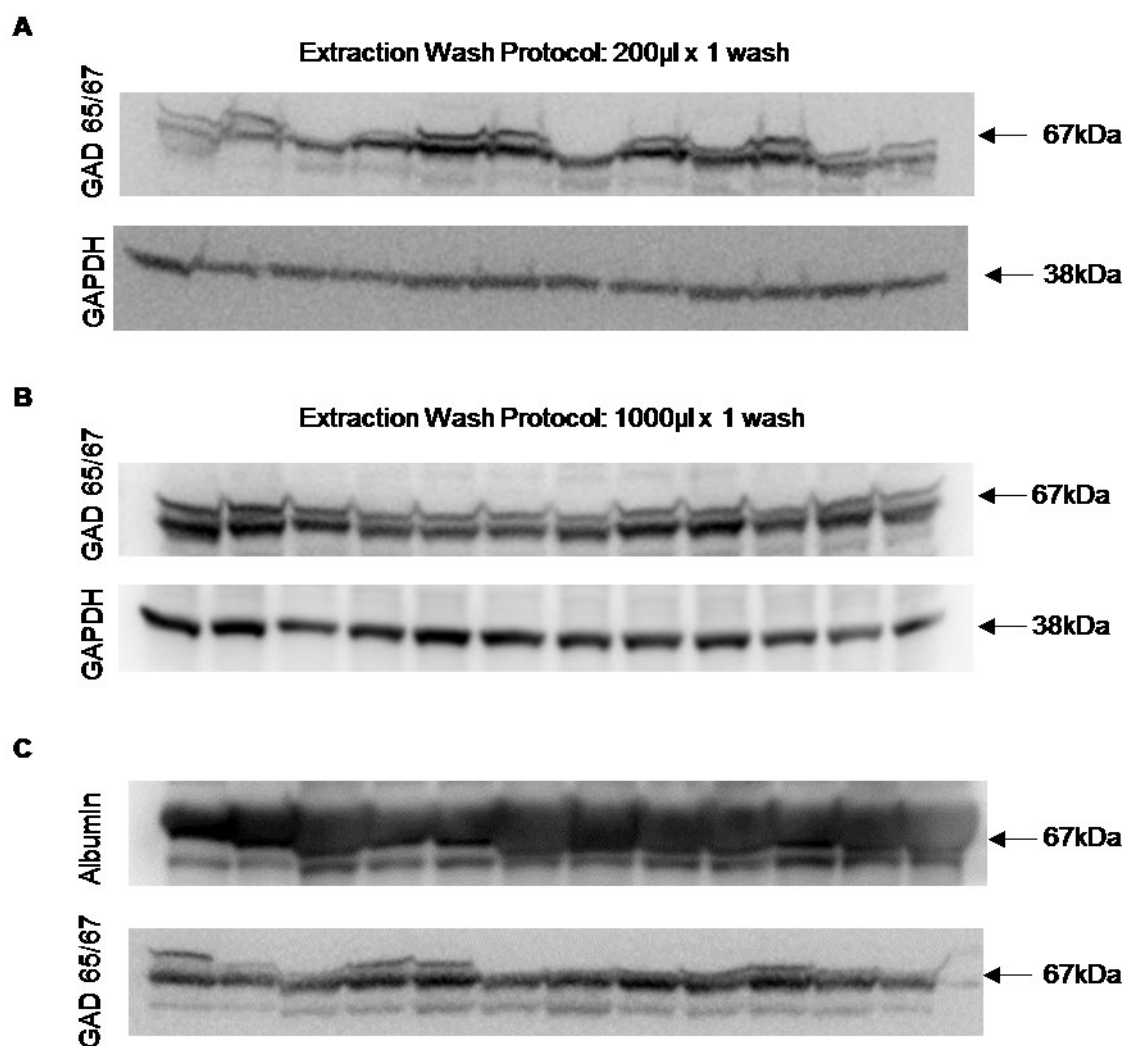 A
Extraction Wash Protocol: 200µl x 1 wash
GAD 65/67
67kDa
GAPDH
38kDa
B
Extraction Wash Protocol: 1000µl x 1 wash
GAD 65/67
67kDa
GAPDH
38kDa
C
Albumin
67kDa
GAD 65/67
67kDa